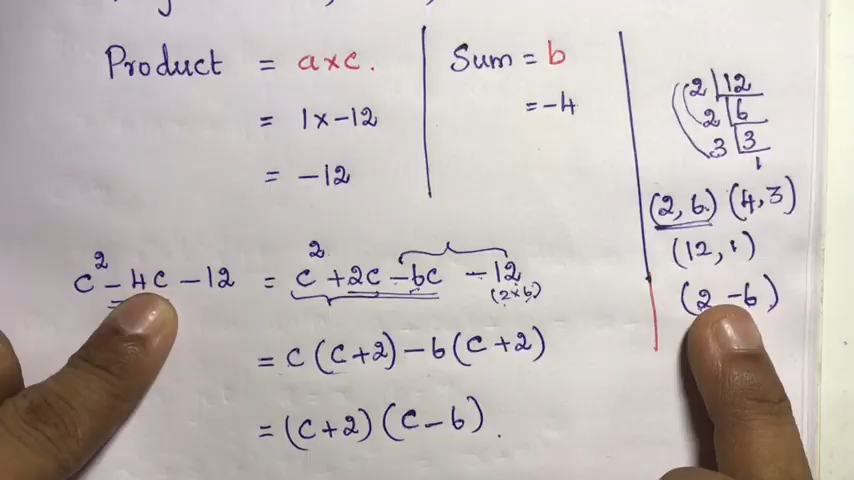 Product = a×c.
= 1×-12
= -12
Sum = b
= -4
2 | 12
2 | 6
3 | 3
1
(2, 6) (4, 3)
(12, 1)
(2 -6)
c² - 4c - 12 = c² + 2c - 6c - 12
(2×6)
= c (c+2) - 6 (c+2)
= (c+2) (c-6).